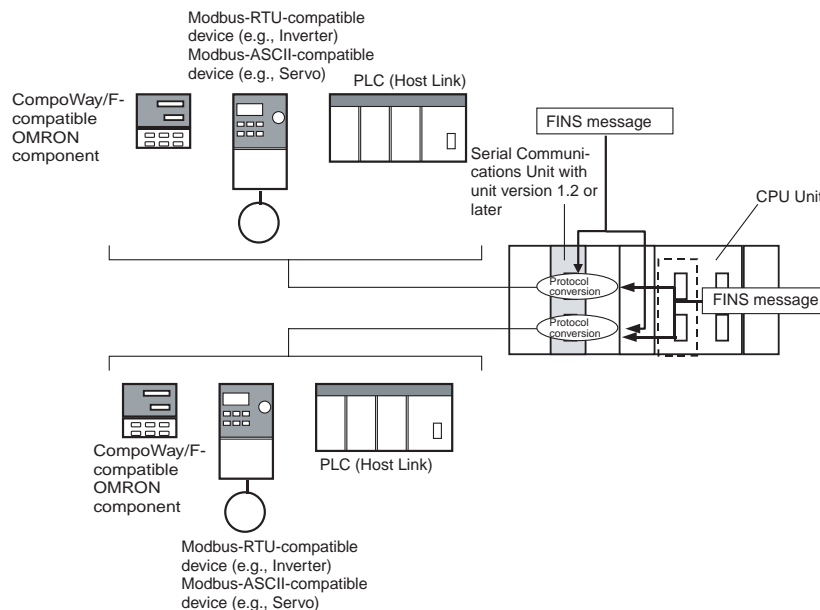 Modbus-RTU-compatible
device (e.g., Inverter)
Modbus-ASCII-compatible
device (e.g., Servo)
PLC (Host Link)
CompoWay/F-
compatible
OMRON
component
FINS message
Serial Communi-
cations Unit with
unit version 1.2 or
later
CPU Unit
Protocol
conversion
FINS message
Protocol
conversion
CompoWay/F-
compatible
OMRON
component
PLC (Host Link)
Modbus-RTU-compatible
device (e.g., Inverter)
Modbus-ASCII-compatible
device (e.g., Servo)